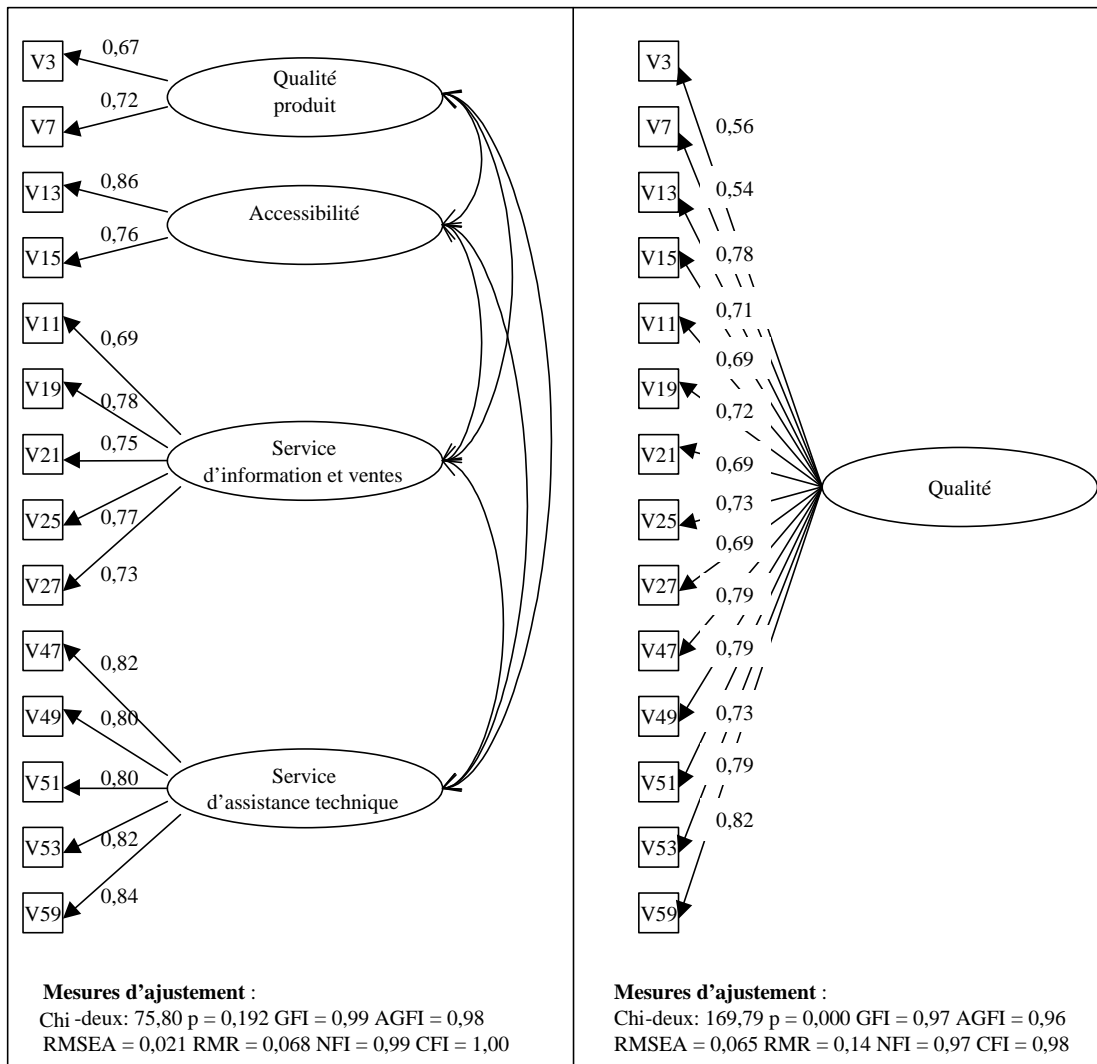 V3
0,67
Qualité
produit
V7
0,72
V13
0,86
Accessibilité
V15
0,76
V11
0,69
V19
0,78
V21
0,75
Service
d'information et ventes
V25
0,77
V27
0,73
V47
0,82
V49
0,80
V51
0,80
Service
d'assistance technique
V53
0,82
V59
0,84
Mesures d'ajustement :
Chi -deux: 75,80 p = 0,192 GFI = 0,99 AGFI = 0,98
RMSEA = 0,021 RMR = 0,068 NFI = 0,99 CFI = 1,00
V3
0,56
V7
0,54
V13
0,78
V15
0,71
V11
0,69
V19
0,72
V21
0,69
V25
0,73
Qualité
V27
0,69
V47
0,79
V49
0,79
V51
0,73
V53
0,79
V59
0,82
Mesures d'ajustement :
Chi-deux: 169,79 p = 0,000 GFI = 0,97 AGFI = 0,96
RMSEA = 0,065 RMR = 0,14 NFI = 0,97 CFI = 0,98